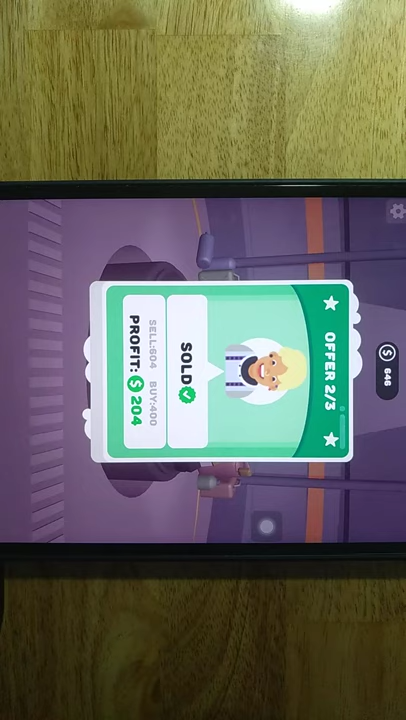 $ 646
OFFER 2/3
SOLD
SELL:604 BUY:400
PROFIT: $ 204